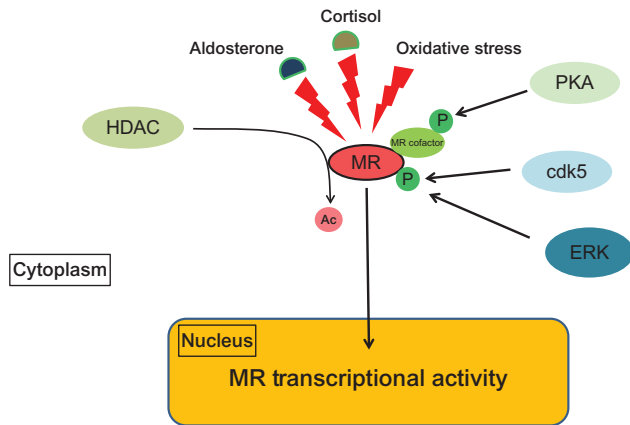 Cortisol
Aldosterone
Oxidative stress
PKA
HDAC
P
MR cofactor
MR
P
cdk5
Ac
ERK
Cytoplasm
Nucleus
MR transcriptional activity